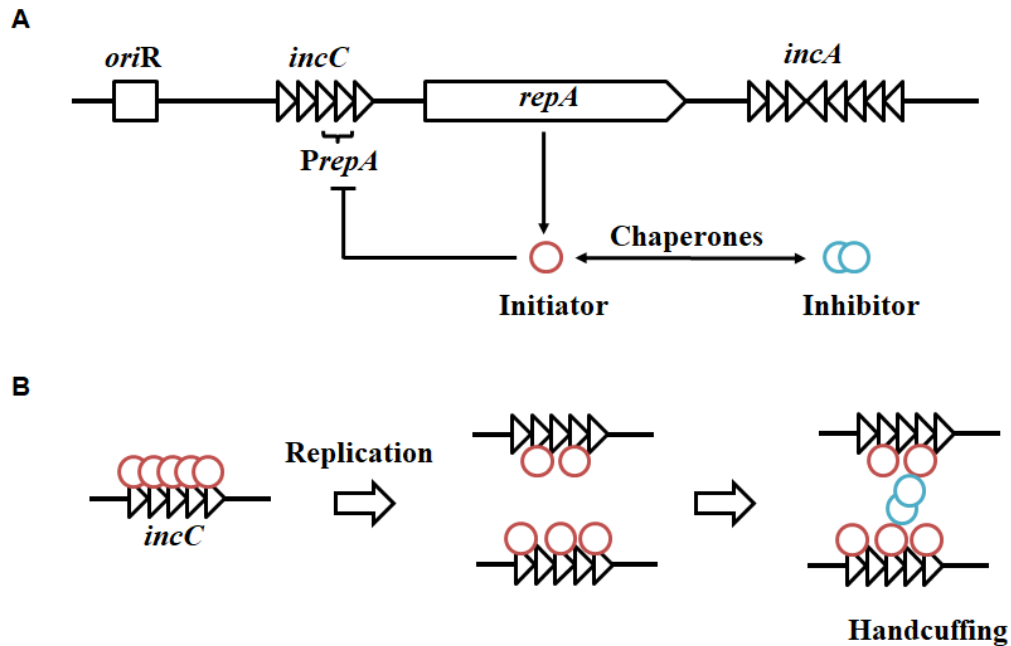 A
oriR
incC
repA
incA
PrepA
Chaperones
Initiator
Inhibitor
B
Replication
incC
Handcuffing